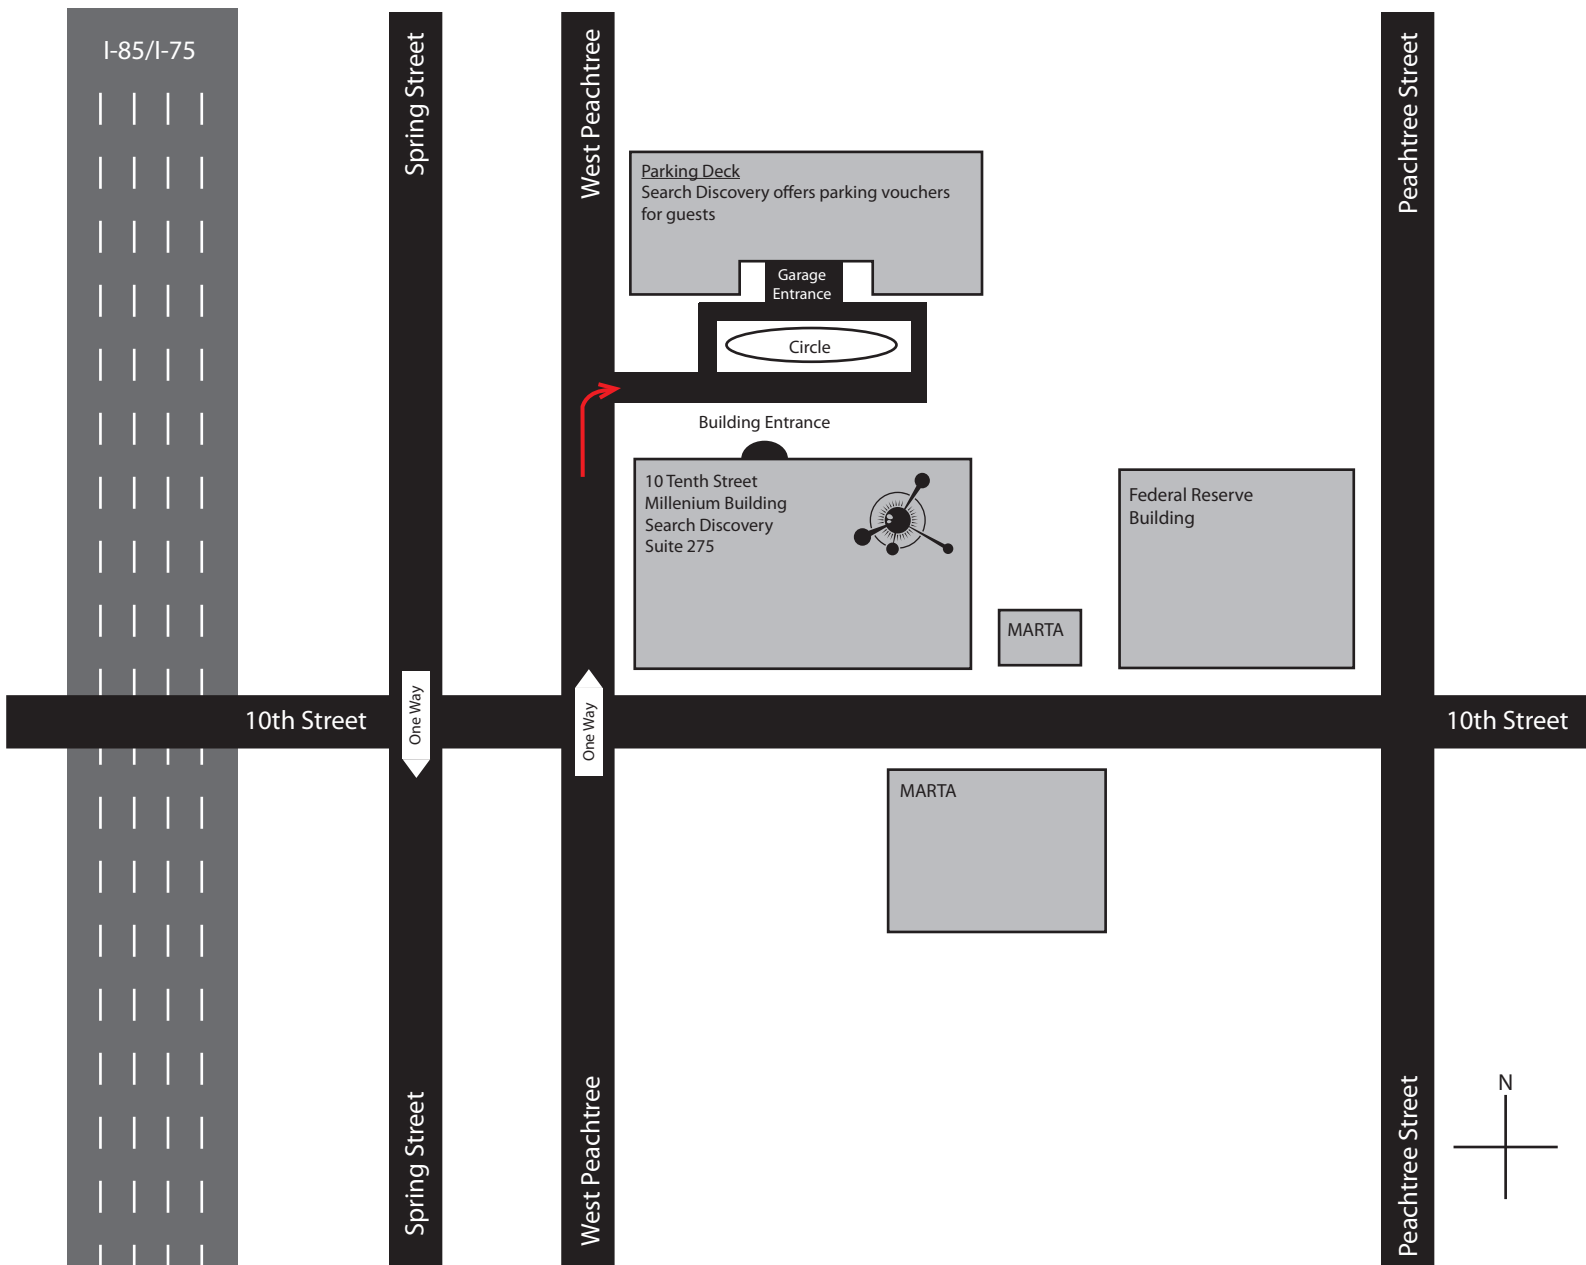 I-85/I-75
Spring Street
West Peachtree
Peachtree Street
Parking Deck
Search Discovery offers parking vouchers
for guests
Garage
Entrance
Circle
Building Entrance
10 Tenth Street
Millenium Building
Search Discovery
Suite 275
Federal Reserve
Building
MARTA
One Way
One Way
10th Street
10th Street
MARTA
Spring Street
West Peachtree
Peachtree Street
N